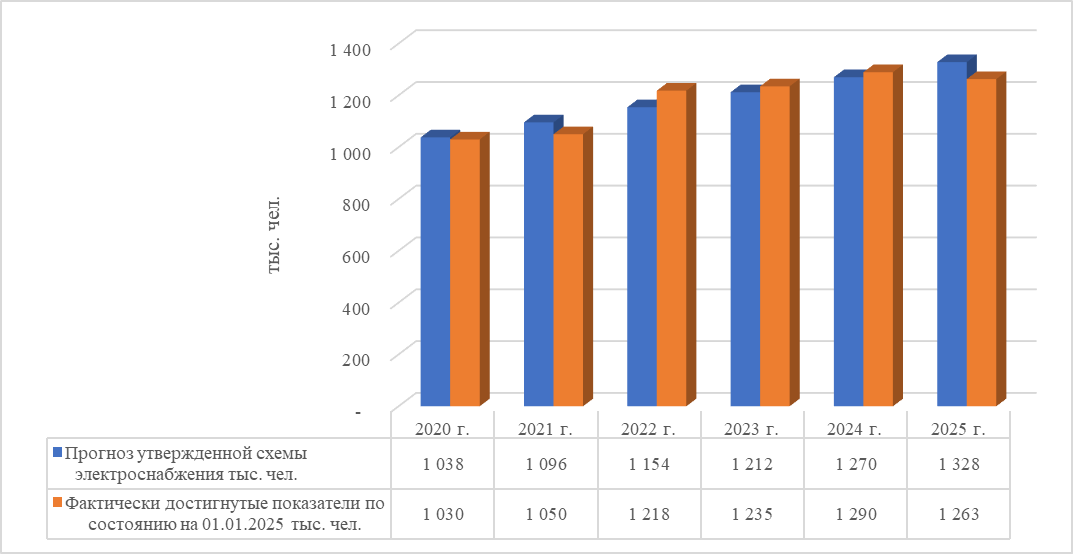 1 400
1 200
1 000
800
600
400
200
-
тыс. чел.
2020 г. 2021 г. 2022 г. 2023 г. 2024 г. 2025 г.
Прогноз утвержденной схемы
электроснабжения тыс. чел.
1 038 1 096 1 154 1 212 1 270 1 328
Фактически достигнутые показатели по
состоянию на 01.01.2025 тыс. чел.
1 030 1 050 1 218 1 235 1 290 1 263